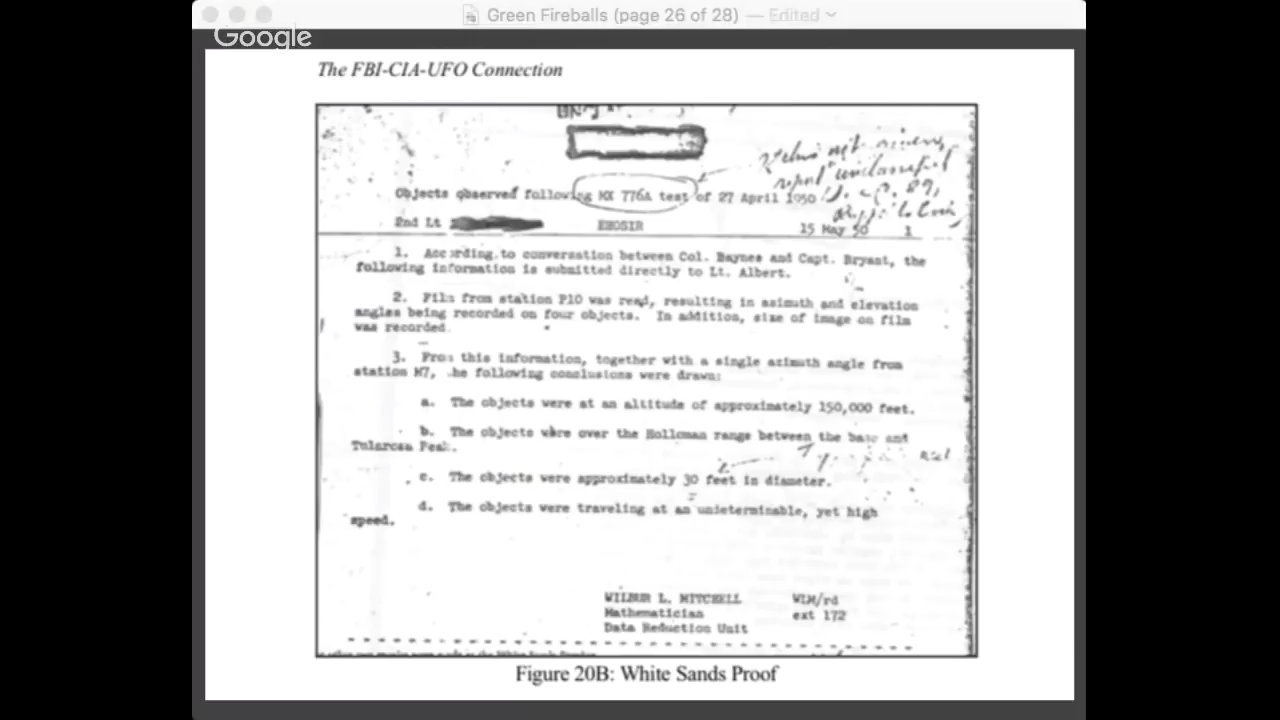 Green Fireballs (page 26 of 28) — Edited
Google
The FBI-CIA-UFO Connection
unclassified
Objects observed following MX 776A test of 27 April 1950
2nd Lt EHOSIR 15 May 50 1
1. According to conversation between Col. Baynes and Capt. Bryant, the
following information is submitted directly to Lt. Albert.
2. Film from station P10 was read, resulting in azimuth and elevation
angles being recorded on four objects. In addition, size of image on film
was recorded
3. From this information, together with a single azimuth angle from
station M7, he following conclusions were drawn:
a. The objects were at an altitude of approximately 150,000 feet.
b. The objects were over the Holloman range between the base and
Tularosa Peak.
c. The objects were approximately 30 feet in diameter.
d. The objects were traveling at an undeterminable, yet high
speed.
WILBUR L. MITCHELL WLM/rd
Mathematician ext 172
Data Reduction Unit
Figure 20B: White Sands Proof